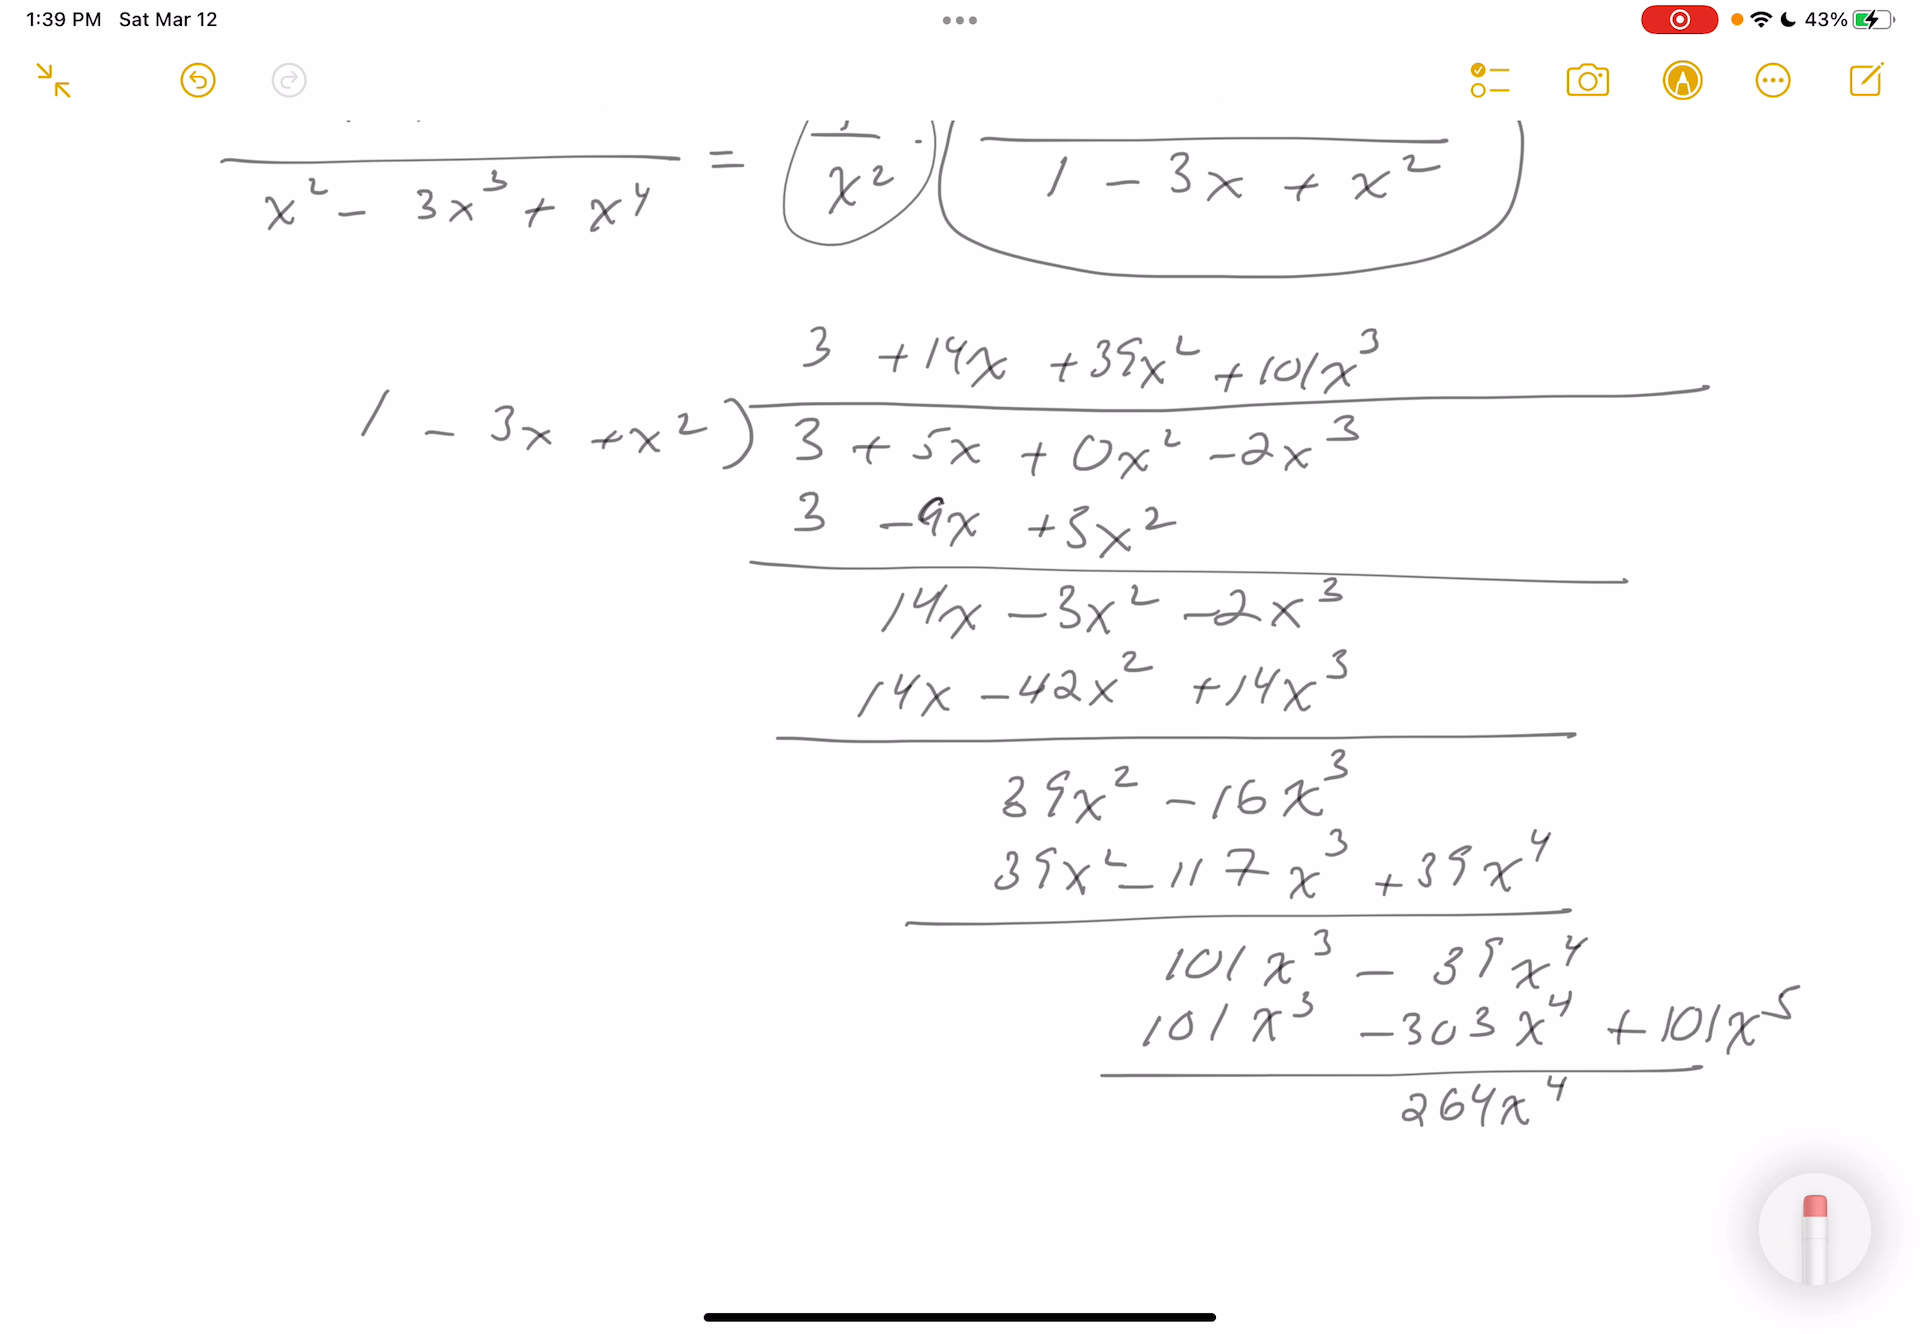 1:39 PM Sat Mar 12 43%
x² - 3x³ + x⁴ = x² · 1 - 3x + x²
3 + 14x + 39x² + 101x³
1 - 3x + x² ) 3 + 5x + 0x² - 2x³
3 - 9x + 3x²
14x - 3x² - 2x³
14x - 42x² + 14x³
39x² - 16x³
39x² - 117x³ + 39x⁴
101x³ - 39x⁴
101x³ - 303x⁴ + 101x⁵
264x⁴